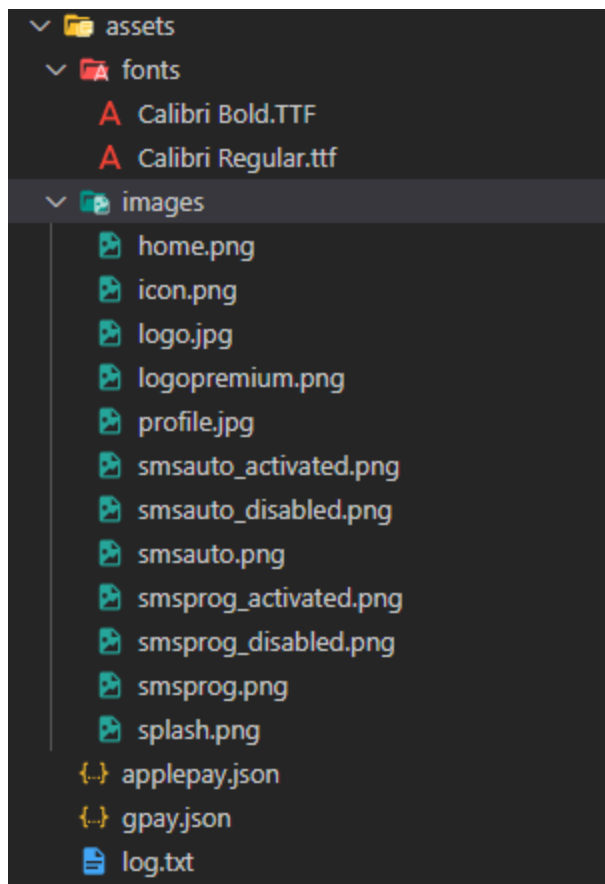 assets
fonts
Calibri Bold.TTF
Calibri Regular.ttf
images
home.png
icon.png
logo.jpg
logopremium.png
profile.jpg
smsauto_activated.png
smsauto_disabled.png
smsauto.png
smsprog_activated.png
smsprog_disabled.png
smsprog.png
splash.png
applepay.json
gpay.json
log.txt